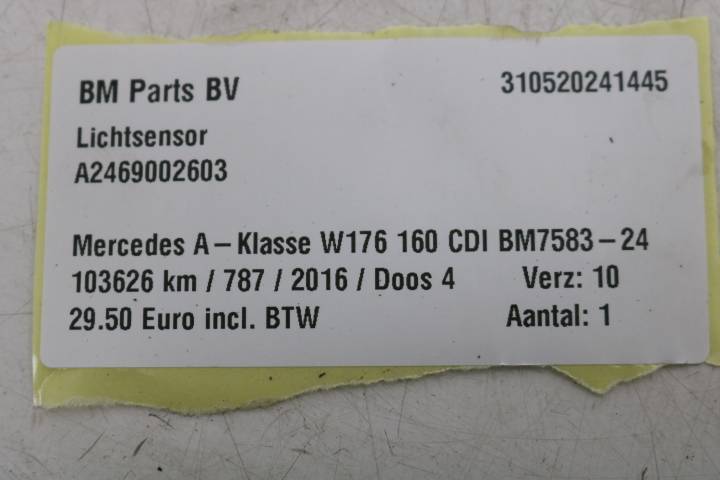 BM Parts BV 310520241445
Lichtsensor
A2469002603
Mercedes A-Klasse W176 160 CDI BM7583-24
103626 km / 787 / 2016 / Doos 4 Verz: 10
29.50 Euro incl. BTW Aantal: 1